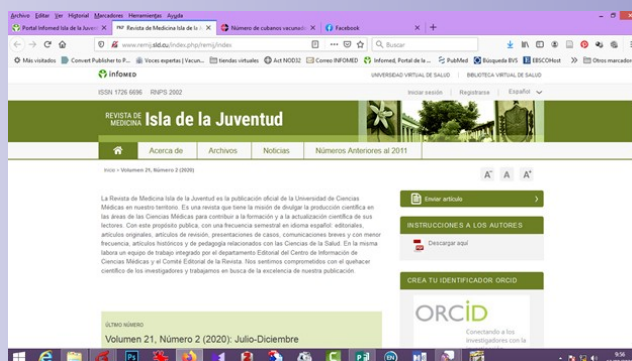 Archivo Editar Ver Historial Marcadores Herramientas Ayuda
Portal Infomed Isla de la Juven
Revista de Medicina Isla de la J
Número de cubanos vacunad
Facebook
www.remij.sld.cu/index.php/remij/index
Buscar
Más visitados Convert Publisher to P... Voces expertas | Vacun... tiendas virtuales Act NOD32 Correo INFOMED Infomed, Portal de la ... PubMed Búsqueda BVS EBSCOHost Otros marcadores
infomed
UNIVERSIDAD VIRTUAL DE SALUD | BIBLIOTECA VIRTUAL DE SALUD
ISSN 1726 6696 RNPS 2002
Iniciar sesión | Registrarse | Español
REVISTA DE MEDICINA Isla de la Juventud
Acerca de Archivos Noticias Números Anteriores al 2011
Inicio > Volumen 21, Número 2 (2020)
A- A A+
La Revista de Medicina Isla de la Juventud es la publicación oficial de la Universidad de Ciencias
Médicas en nuestro territorio. Es una revista que tiene la misión de divulgar la producción científica en
las áreas de las Ciencias Médicas para contribuir a la formación y a la actualización científica de sus
lectores. Con este propósito publica, con una frecuencia semestral en idioma español: editoriales,
artículos originales, artículos de revisión, presentaciones de casos, comunicaciones breves y con menor
frecuencia, artículos históricos y de pedagogía relacionados con las Ciencias de la Salud. En la misma
labora un equipo de trabajo integrado por el departamento Editorial del Centro de Información de
Ciencias Médicas y el Comité Editorial de la Revista. Nos sentimos comprometidos con el quehacer
científico de los investigadores y trabajamos en busca de la excelencia de nuestra publicación
Enviar artículo
INSTRUCCIONES A LOS AUTORES
Descargar aquí
CREA TU IDENTIFICADOR ORCID
ORCID
Conectando a los
investigadores con la
ÚLTIMO NÚMERO
Volumen 21, Número 2 (2020): Julio-Diciembre
9:56